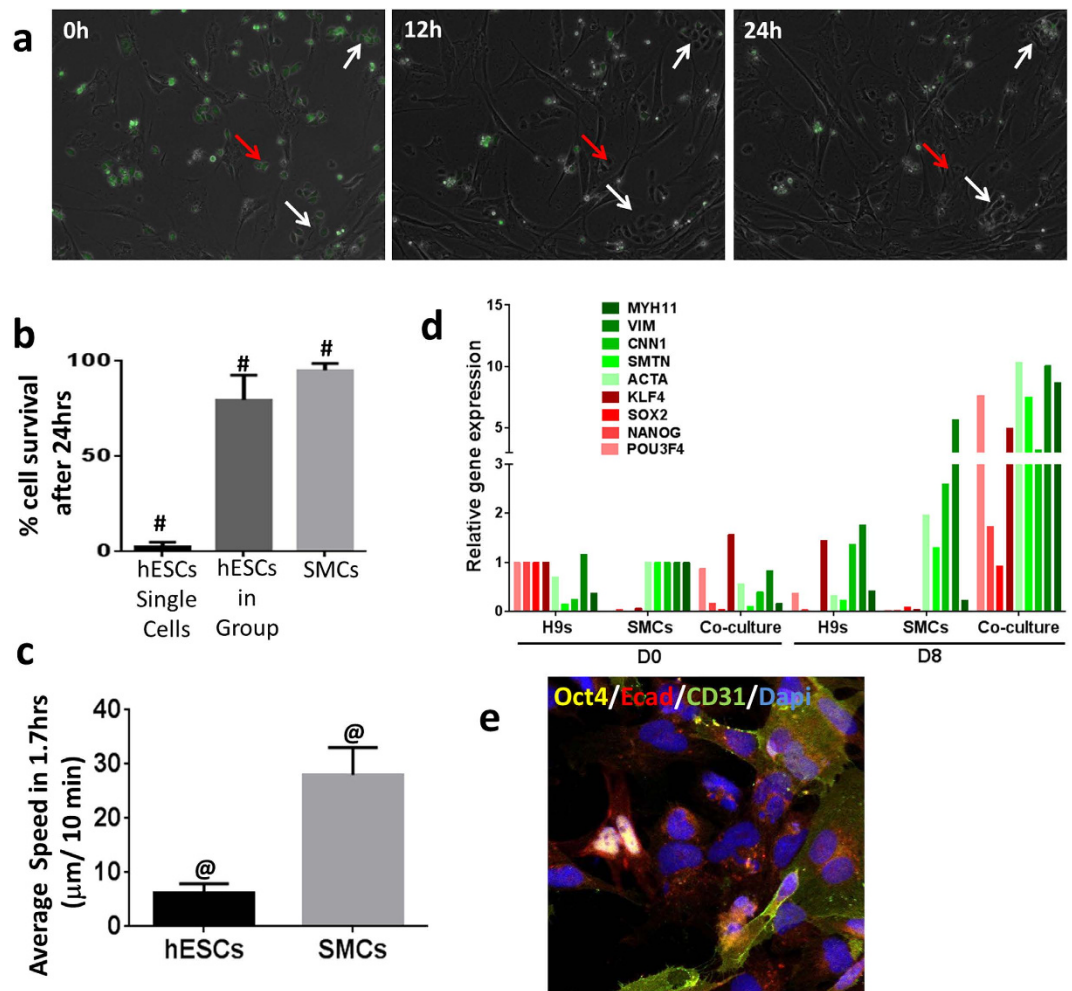 a
0h
12h
24h
b
% cell survival
after 24hrs
100
50
0
#
#
#
hESCs
Single
Cells
hESCs
in
Group
SMCs
c
Average Speed in 1.7hrs
(μm/ 10 min)
40
30
20
10
0
@
@
hESCs
SMCs
d
Relative gene expression
15
10
5
3
2
1
0
MYH11
VIM
CNN1
SMTN
ACTA
KLF4
SOX2
NANOG
POU3F4
H9s
SMCs
Co-culture
H9s
SMCs
Co-culture
D0
D8
e
Oct4/Ecad/CD31/Dapi